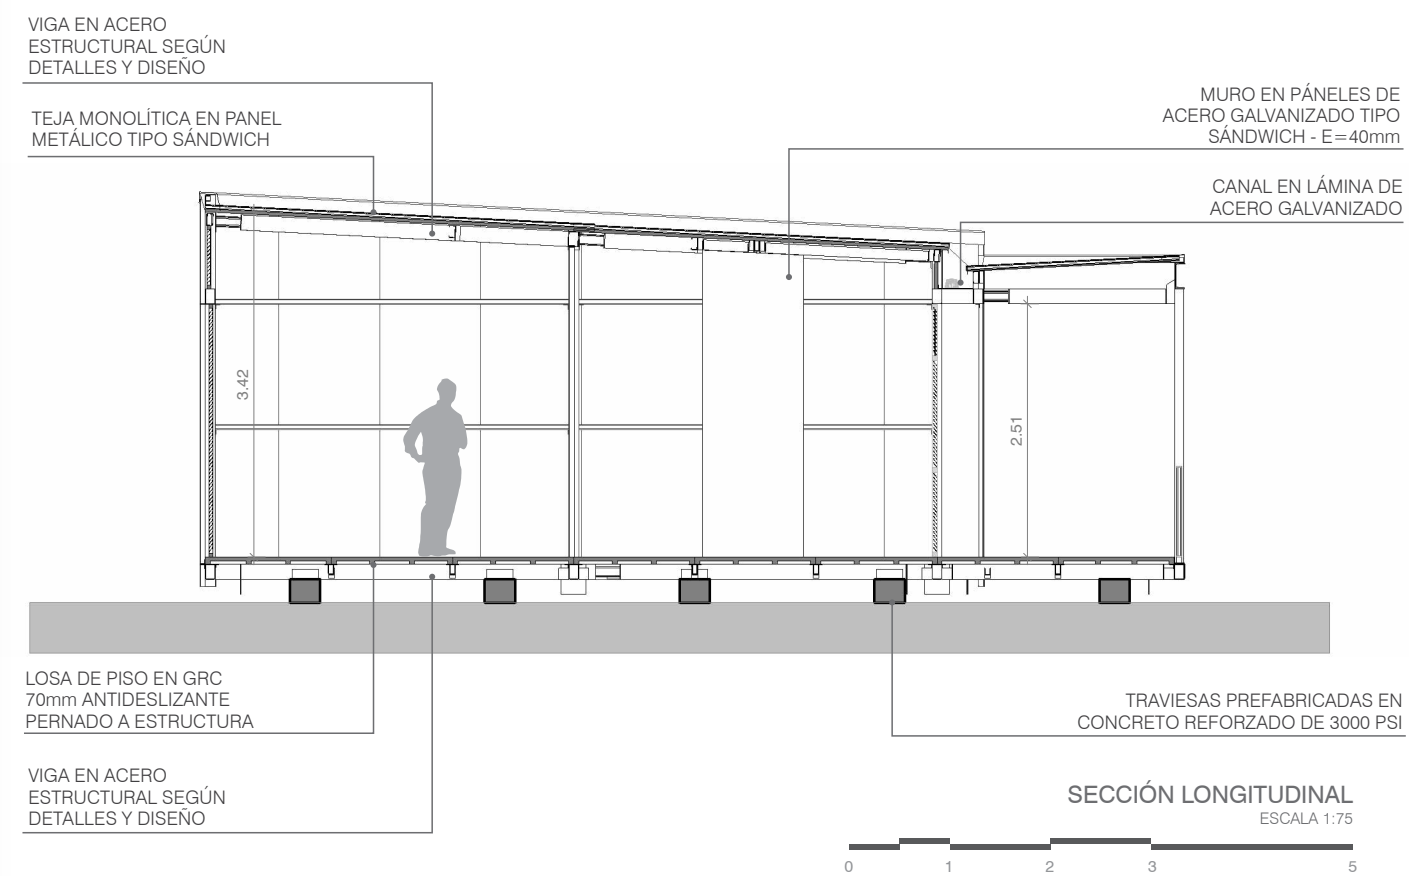 VIGA EN ACERO
ESTRUCTURAL SEGÚN
DETALLES Y DISEÑO
TEJA MONOLÍTICA EN PANEL
METÁLICO TIPO SÁNDWICH
MURO EN PÁNELES DE
ACERO GALVANIZADO TIPO
SÁNDWICH - E=40mm
CANAL EN LÁMINA DE
ACERO GALVANIZADO
3.42
2.51
LOSA DE PISO EN GRC
70mm ANTIDESLIZANTE
PERNADO A ESTRUCTURA
VIGA EN ACERO
ESTRUCTURAL SEGÚN
DETALLES Y DISEÑO
TRAVIESAS PREFABRICADAS EN
CONCRETO REFORZADO DE 3000 PSI
SECCIÓN LONGITUDINAL
ESCALA 1:75
0 1 2 3 5